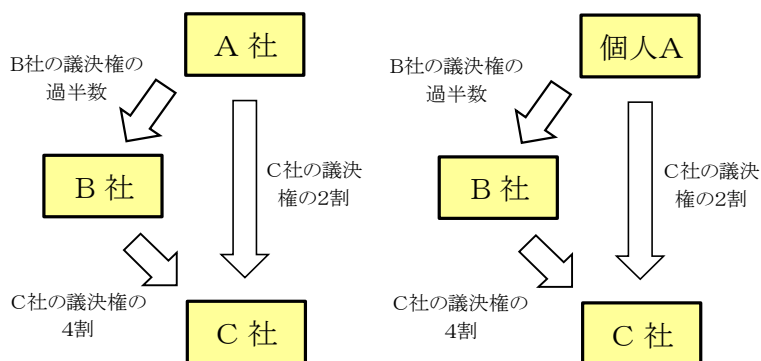 A 社
B社の議決権の
過半数
B 社
C社の議決
権の2割
C社の議決権の
4割
C 社
個人A
B社の議決権の
過半数
B 社
C社の議決
権の2割
C社の議決権の
4割
C 社